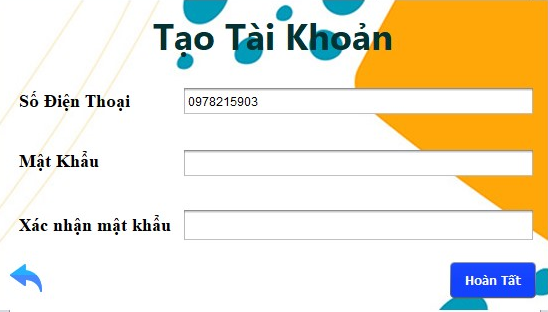 Tạo Tài Khoản
Số Điện Thoại
0978215903
Mật Khẩu
Xác nhận mật khẩu
Hoàn Tất